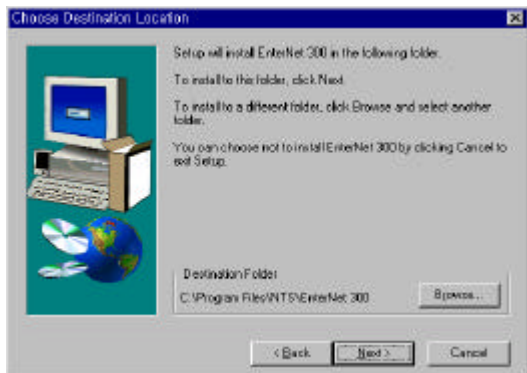 Choose Destination Location
Setup will install EnterNet 300 in the following folder.
To install to this folder, click Next.
To install to a different folder, click Browse and select another
folder.
You can choose not to install EnterNet 300 by clicking Cancel to
exit Setup.
Destination Folder
C:\Program Files\NTS\EnterNet 300
Browse...
< Back
Next >
Cancel